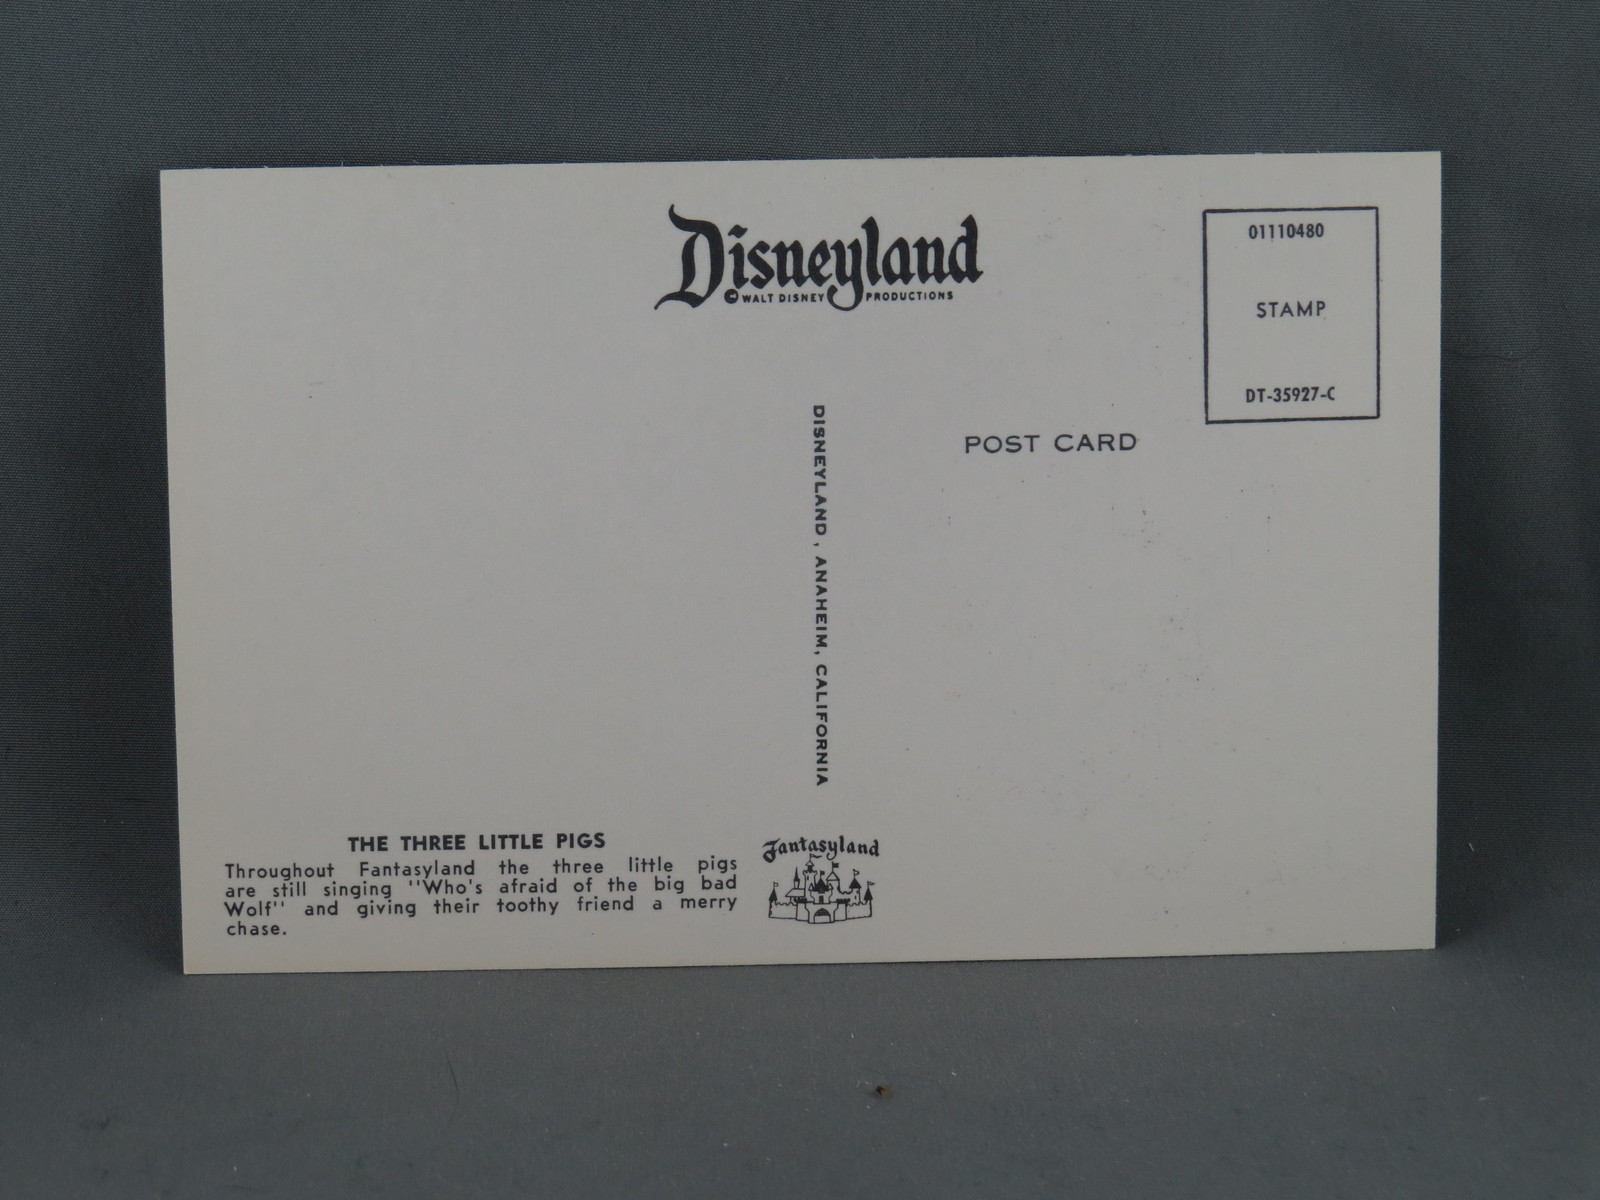 Disneyland
© WALT DISNEY PRODUCTIONS
01110480
STAMP
DT-35927-C
POST CARD
DISNEYLAND, ANAHEIM, CALIFORNIA
THE THREE LITTLE PIGS
Throughout Fantasyland the three little pigs
are still singing "Who's afraid of the big bad
Wolf" and giving their toothy friend a merry
chase.
Fantasyland